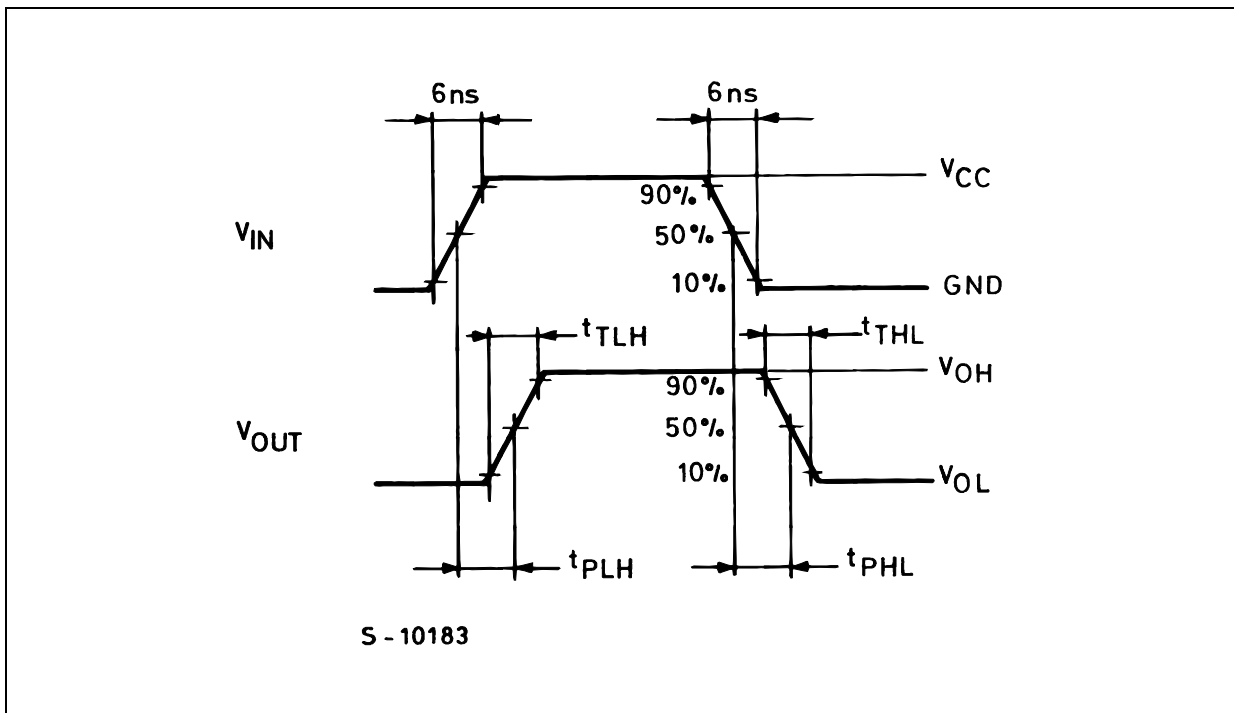 6ns
6ns
VCC
90%
VIN
50%
10%
GND
tTLH
tTHL
VOH
90%
VOUT
50%
10%
VOL
tPLH
tPHL
S-10183